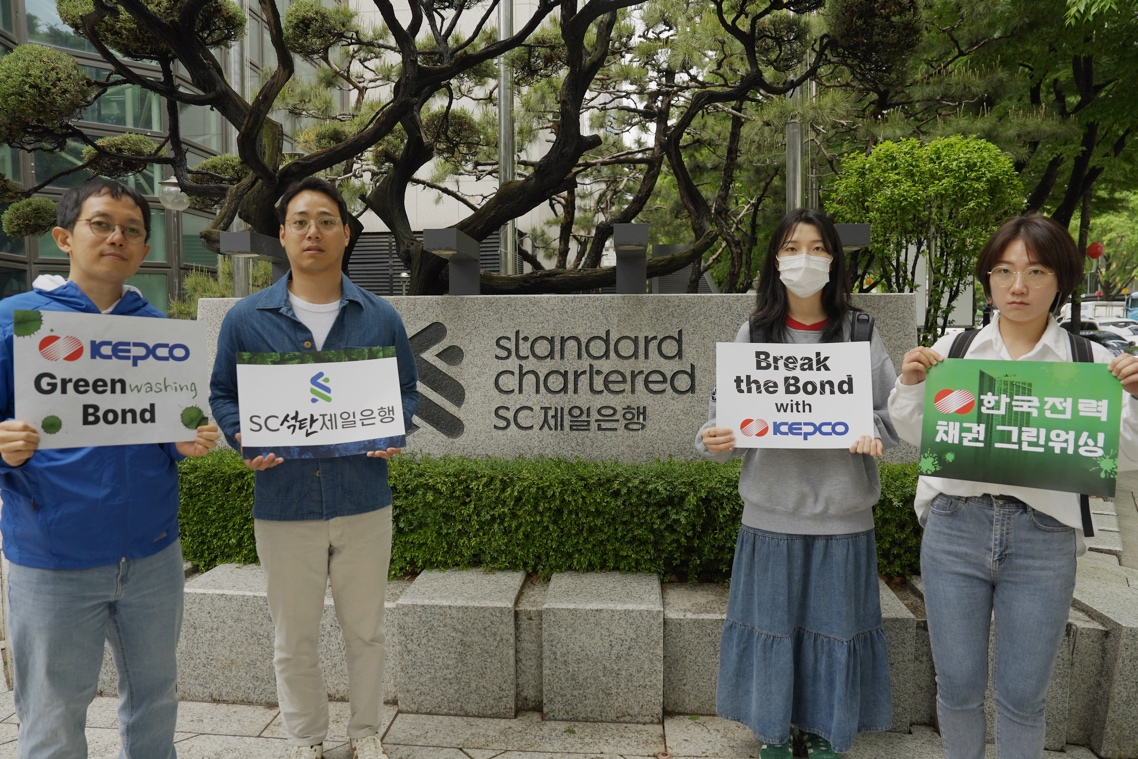 KEPCO
Greenwashing
Bond
SC석탄제일은행
standard
chartered
SC제일은행
Break
the Bond
with
KEPCO
한국전력
채권 그린워싱